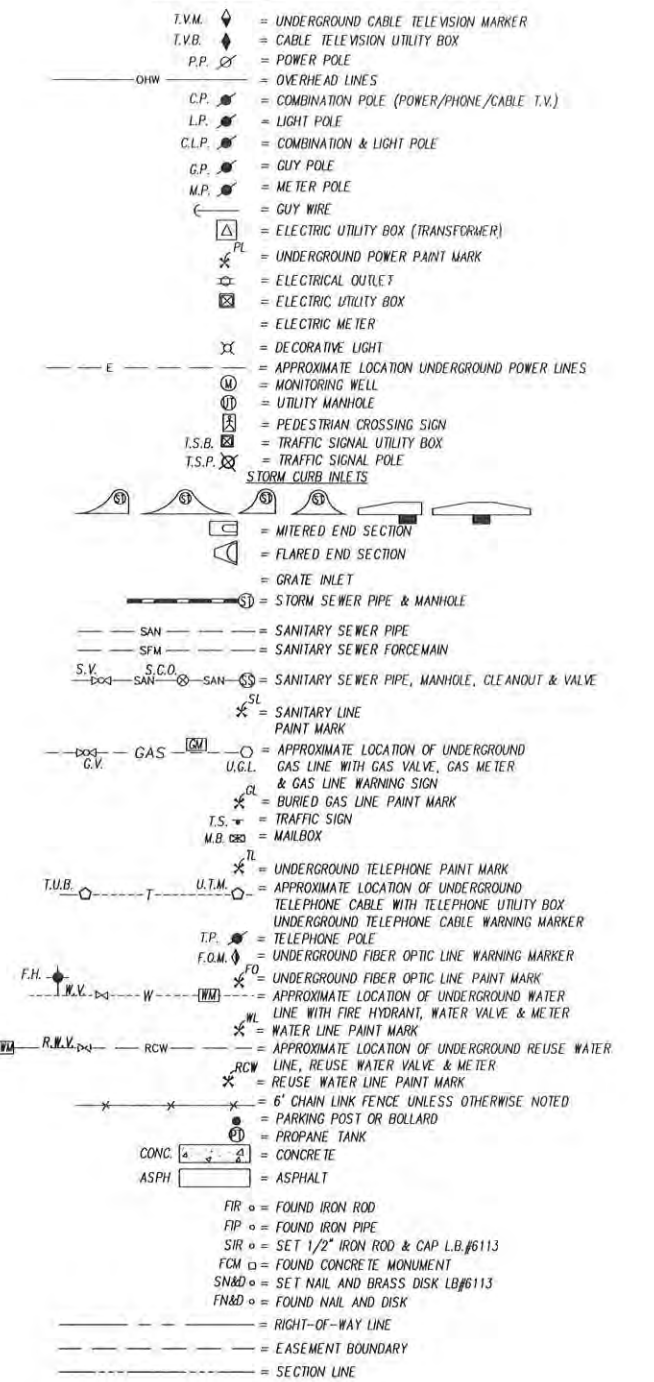 T.V.M. = UNDERGROUND CABLE TELEVISION MARKER
T.V.B. = CABLE TELEVISION UTILITY BOX
P.P. = POWER POLE
OHW = OVERHEAD LINES
C.P. = COMBINATION POLE (POWER/PHONE/CABLE T.V.)
L.P. = LIGHT POLE
C.L.P. = COMBINATION & LIGHT POLE
G.P. = GUY POLE
M.P. = METER POLE
= GUY WIRE
= ELECTRIC UTILITY BOX (TRANSFORMER)
PL = UNDERGROUND POWER PAINT MARK
= ELECTRICAL OUTLET
= ELECTRIC UTILITY BOX
= ELECTRIC METER
= DECORATIVE LIGHT
E = APPROXIMATE LOCATION UNDERGROUND POWER LINES
M = MONITORING WELL
UT = UTILITY MANHOLE
= PEDESTRIAN CROSSING SIGN
T.S.B. = TRAFFIC SIGNAL UTILITY BOX
T.S.P. = TRAFFIC SIGNAL POLE
STORM CURB INLETS
ST ST ST ST
= MITERED END SECTION
= FLARED END SECTION
= GRATE INLET
ST = STORM SEWER PIPE & MANHOLE
SAN = SANITARY SEWER PIPE
SFM = SANITARY SEWER FORCEMAIN
S.V. S.C.O.
SAN SAN SS = SANITARY SEWER PIPE, MANHOLE, CLEANOUT & VALVE
SL
= SANITARY LINE
PAINT MARK
GAS GM = APPROXIMATE LOCATION OF UNDERGROUND
G.V. U.G.L. GAS LINE WITH GAS VALVE, GAS METER
& GAS LINE WARNING SIGN
GL = BURIED GAS LINE PAINT MARK
T.S. = TRAFFIC SIGN
M.B. = MAILBOX
TL
= UNDERGROUND TELEPHONE PAINT MARK
T.U.B. T U.T.M. = APPROXIMATE LOCATION OF UNDERGROUND
TELEPHONE CABLE WITH TELEPHONE UTILITY BOX
UNDERGROUND TELEPHONE CABLE WARNING MARKER
T.P. = TELEPHONE POLE
F.O.M. = UNDERGROUND FIBER OPTIC LINE WARNING MARKER
F.H. FO = UNDERGROUND FIBER OPTIC LINE PAINT MARK
W.V. W WM = APPROXIMATE LOCATION OF UNDERGROUND WATER
LINE WITH FIRE HYDRANT, WATER VALVE & METER
WL = WATER LINE PAINT MARK
WM R.W.V. RCW = APPROXIMATE LOCATION OF UNDERGROUND REUSE WATER
LINE, REUSE WATER VALVE & METER
RCW = REUSE WATER LINE PAINT MARK
= 6' CHAIN LINK FENCE UNLESS OTHERWISE NOTED
= PARKING POST OR BOLLARD
PT = PROPANE TANK
CONC. = CONCRETE
ASPH = ASPHALT
FIR = FOUND IRON ROD
FIP = FOUND IRON PIPE
SIR = SET 1/2" IRON ROD & CAP L.B.#6113
FCM = FOUND CONCRETE MONUMENT
SN&D = SET NAIL AND BRASS DISK LB#6113
FN&D = FOUND NAIL AND DISK
= RIGHT-OF-WAY LINE
= EASEMENT BOUNDARY
= SECTION LINE